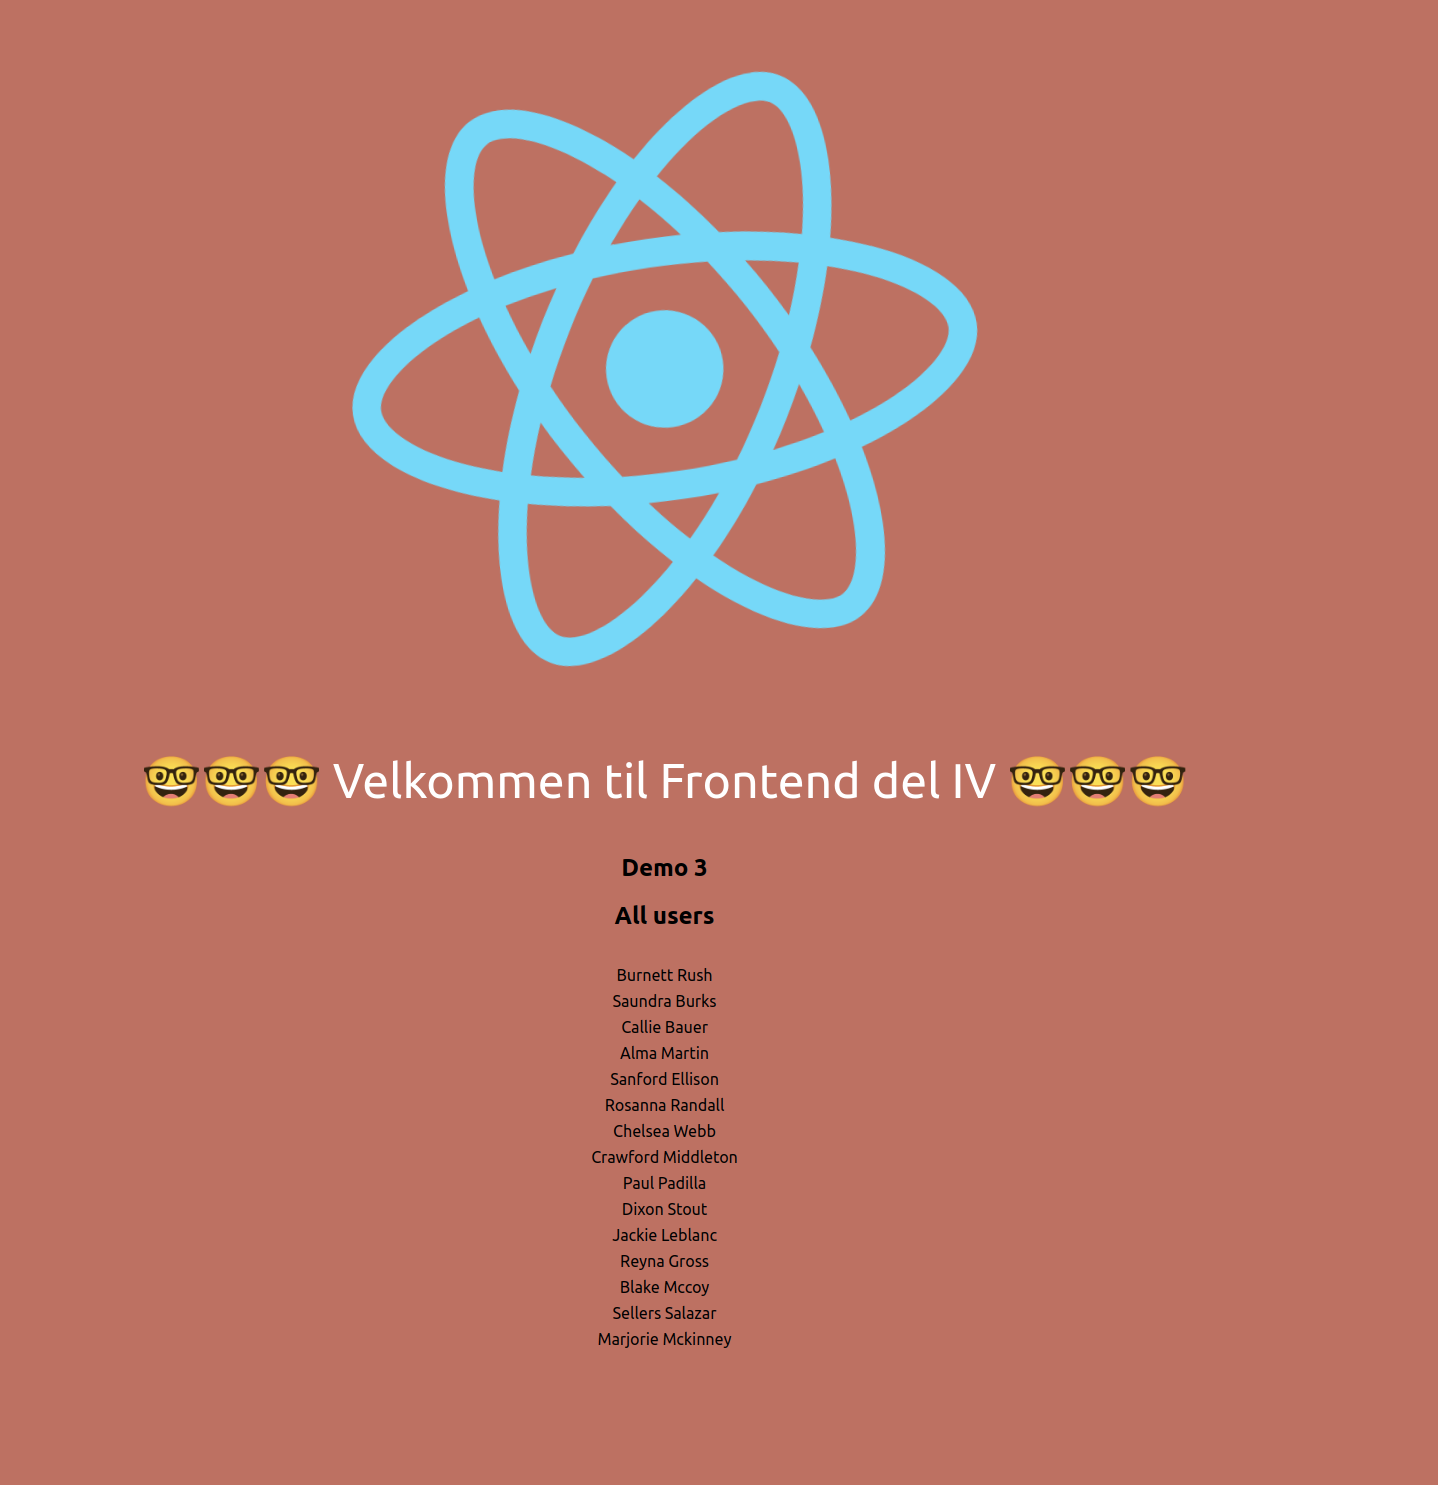 🤓🤓🤓 Velkommen til Frontend del IV 🤓🤓🤓
Demo 3
All users
Burnett Rush
Saundra Burks
Callie Bauer
Alma Martin
Sanford Ellison
Rosanna Randall
Chelsea Webb
Crawford Middleton
Paul Padilla
Dixon Stout
Jackie Leblanc
Reyna Gross
Blake Mccoy
Sellers Salazar
Marjorie Mckinney